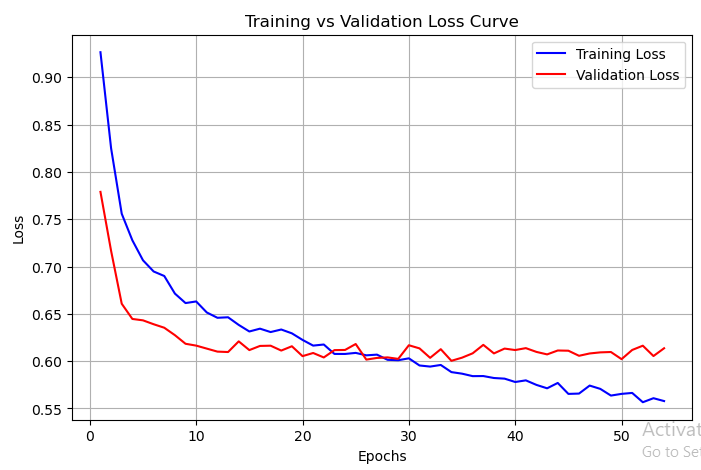 Training vs Validation Loss Curve
Training Loss
Validation Loss
0.90
0.85
0.80
0.75
0.70
0.65
0.60
0.55
Loss
0
10
20
30
40
50
Epochs
Activat
Go to Set